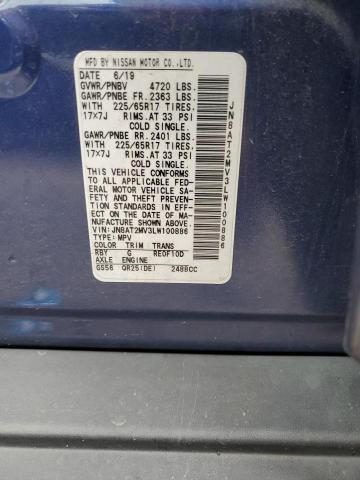 MFD BY NISSAN MOTOR CO.,LTD.
DATE 6/19
GVWR/PNBV 4720 LBS.
GAWR/PNBE FR. 2363 LBS.
WITH 225/65R17 TIRES,
17x7J RIMS,AT 33 PSI
COLD SINGLE.
GAWR/PNBE RR. 2401 LBS.
WITH 225/65R17 TIRES,
17x7J RIMS,AT 33 PSI
COLD SINGLE.
THIS VEHICLE CONFORMS
TO ALL APPLICABLE FED-
ERAL MOTOR VEHICLE SA-
FETY AND THEFT PREVENTION
STANDARDS IN EFFECT
ON THE DATE OF MA-
NUFACTURE SHOWN ABOVE.
VIN: JN8AT2MV3LW100886
TYPE: MPV
COLOR TRIM TRANS
RBY G RE0F10D
AXLE ENGINE
GS56 QR25(DE) 2488CC
JN8AT2MV3LW100886